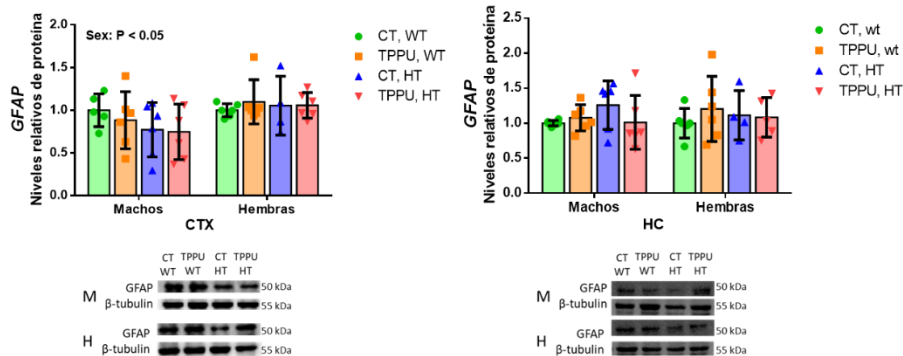 GFAP
Niveles relativos de proteína
2.0
1.5
1.0
0.5
0.0
Sex: P < 0.05
Machos
Hembras
CTX
CT, WT
TPPU, WT
CT, HT
TPPU, HT
CT WT
TPPU WT
CT HT
TPPU HT
M
GFAP
50 kDa
β-tubulin
55 kDa
H
GFAP
50 kDa
β-tubulin
55 kDa
GFAP
Niveles relativos de proteína
2.5
2.0
1.5
1.0
0.5
0.0
Machos
Hembras
HC
CT, wt
TPPU, wt
CT, HT
TPPU, HT
CT WT
TPPU WT
CT HT
TPPU HT
M
GFAP
50 kDa
β-tubulin
55 kDa
H
GFAP
50 kDa
β-tubulin
55 kDa